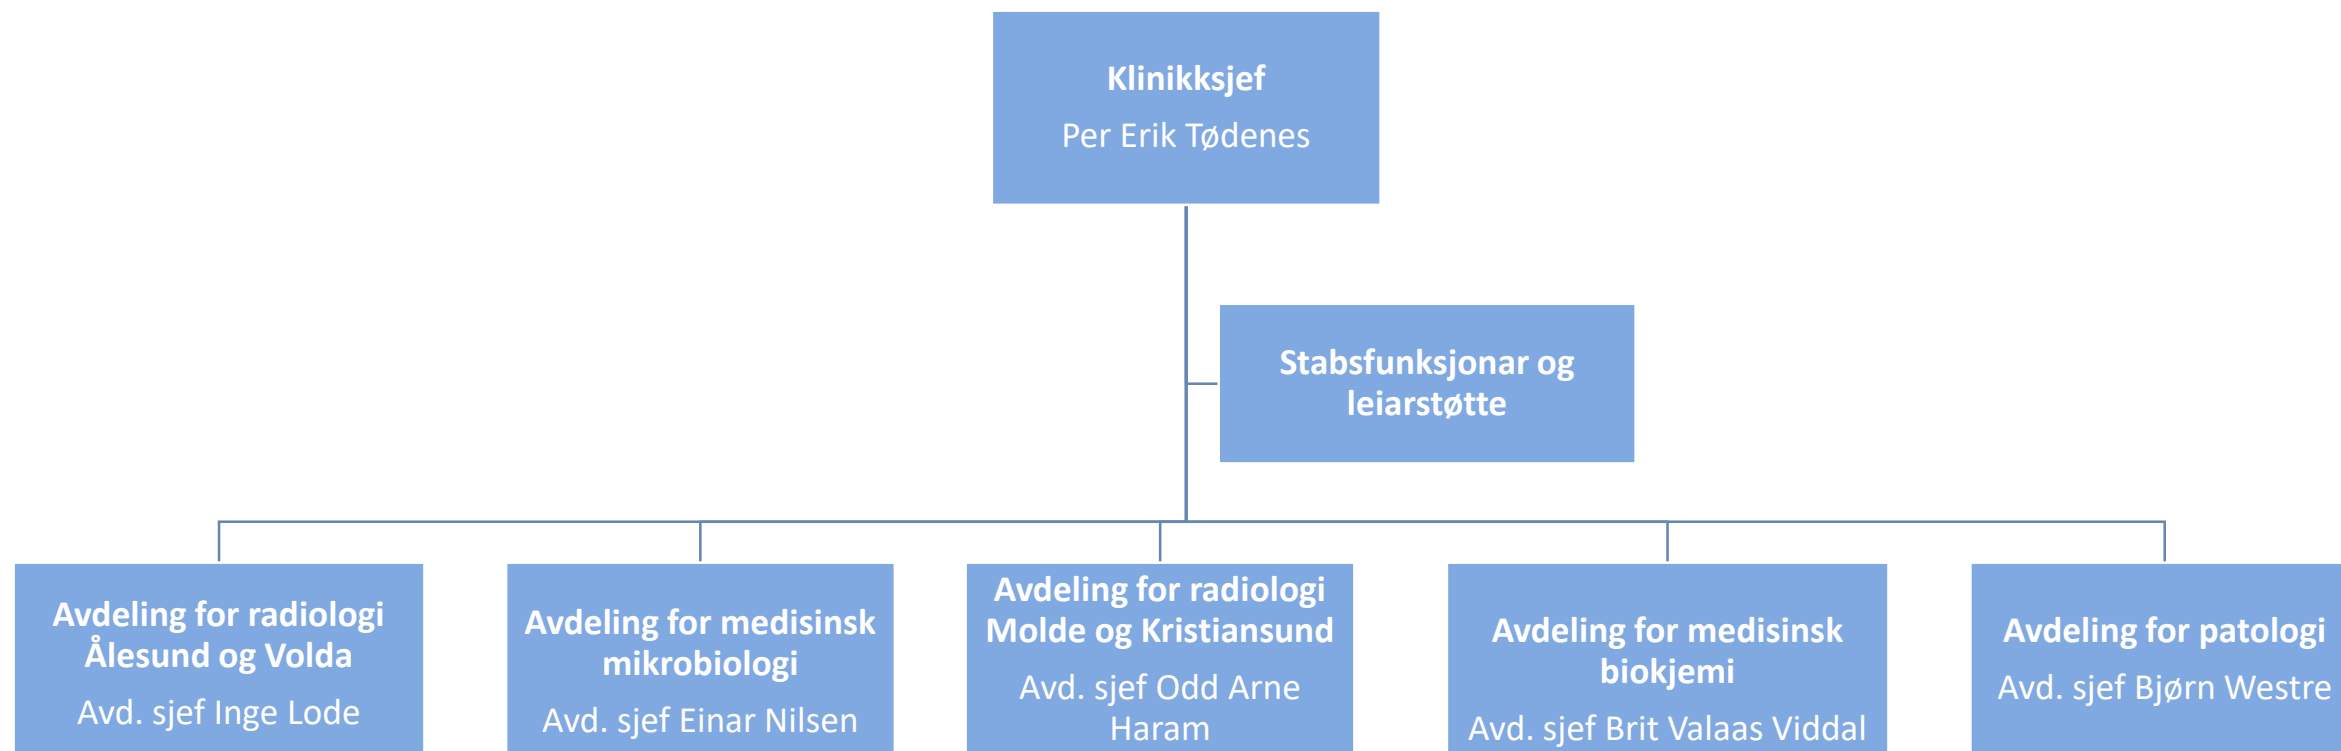 Klinikksjef
Per Erik Tødenes
Stabsfunksjonar og
leiarstøtte
Avdeling for radiologi
Ålesund og Volda
Avd. sjef Inge Lode
Avdeling for medisinsk
mikrobiologi
Avd. sjef Einar Nilsen
Avdeling for radiologi
Molde og Kristiansund
Avd. sjef Odd Arne
Haram
Avdeling for medisinsk
biokjemi
Avd. sjef Brit Valaas Viddal
Avdeling for patologi
Avd. sjef Bjørn Westre